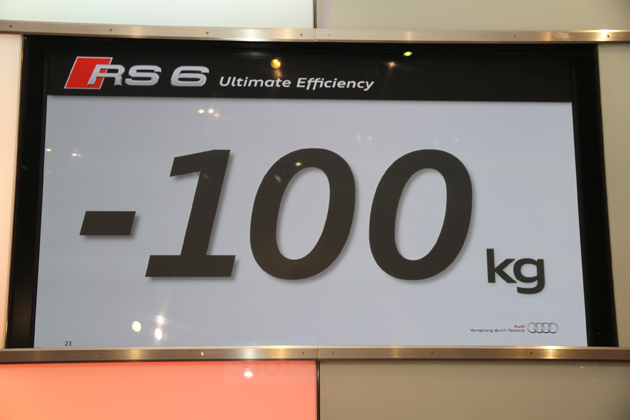 RS 6 Ultimate Efficiency
-100 kg
Audi
Vorsprung durch Technik
23